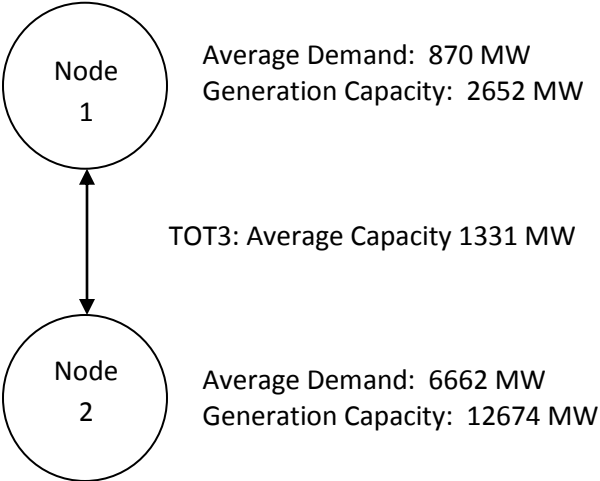 Node
1
Average Demand:  870 MW
Generation Capacity:  2652 MW
TOT3: Average Capacity 1331 MW
Node
2
Average Demand:  6662 MW
Generation Capacity:  12674 MW